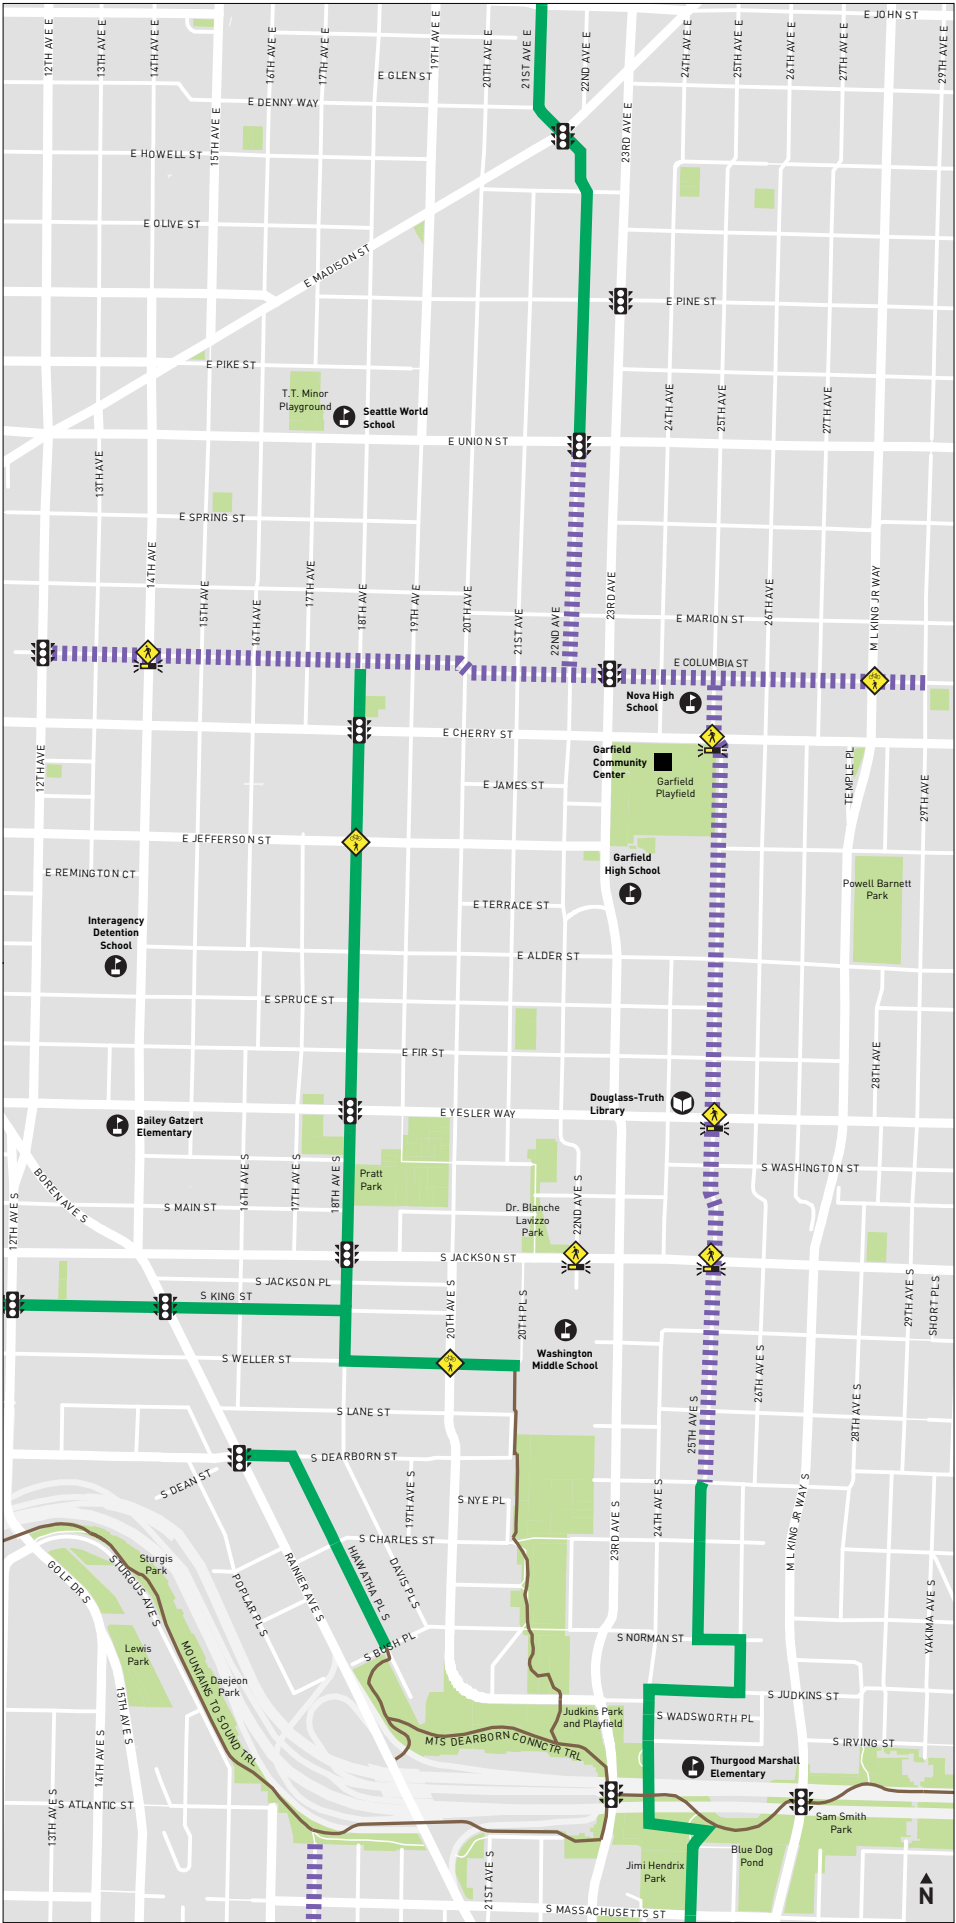 E JOHN ST
12TH AVE E
13TH AVE E
14TH AVE E
16TH AVE E
17TH AVE E
19TH AVE E
20TH AVE E
21ST AVE E
22ND AVE E
24TH AVE E
25TH AVE E
26TH AVE E
27TH AVE E
29TH AVE E
E GLEN ST
E DENNY WAY
15TH AVE E
23RD AVE E
E HOWELL ST
E OLIVE ST
E MADISON ST
E PINE ST
E PIKE ST
T.T. Minor
Playground
Seattle World
School
24TH AVE
25TH AVE
27TH AVE
E UNION ST
13TH AVE
E SPRING ST
14TH AVE
15TH AVE
16TH AVE
17TH AVE
18TH AVE
19TH AVE
20TH AVE
21ST AVE
22ND AVE
23RD AVE
26TH AVE
M L KING JR WAY
E MARION ST
E COLUMBIA ST
Nova High
School
E CHERRY ST
Garfield
Community
Center
Garfield
Playfield
12TH AVE
TEMPLE PL
29TH AVE
E JAMES ST
E JEFFERSON ST
Garfield
High School
E REMINGTON CT
Powell Barnett
Park
E TERRACE ST
Interagency
Detention
School
E ALDER ST
E SPRUCE ST
E FIR ST
28TH AVE
Douglass-Truth
Library
E YESLER WAY
Bailey Gatzert
Elementary
S WASHINGTON ST
BOREN AVE S
16TH AVE S
17TH AVE S
18TH AVE S
Pratt
Park
S MAIN ST
12TH AVE S
Dr. Blanche
Lavizzo
Park
22ND AVE S
S JACKSON ST
S JACKSON PL
S KING ST
20TH AVE S
20TH PL S
29TH AVE S
SHORT PL S
Washington
Middle School
S WELLER ST
26TH AVE S
28TH AVE S
25TH AVE S
S LANE ST
S DEARBORN ST
S DEAN ST
19TH AVE S
S NYE PL
24TH AVE S
23RD AVE S
M L KING JR WAY S
S CHARLES ST
Sturgis
Park
GOLF DR S
STURGUS AVE S
POPLAR PL S
RAINIER AVE S
HIAWATHA PL S
DAVIS PL S
YAKIMA AVE S
S NORMAN ST
S BUSH PL
Lewis
Park
Daejeon
Park
MOUNTAINS TO SOUND TRL
15TH AVE S
S JUDKINS ST
Judkins Park
and Playfield
S WADSWORTH PL
MTS DEARBORN CONNCTR TRL
S IRVING ST
14TH AVE S
Thurgood Marshall
Elementary
13TH AVE S
S ATLANTIC ST
Sam Smith
Park
Blue Dog
Pond
Jimi Hendrix
Park
21ST AVE S
S MASSACHUSETTS ST
N